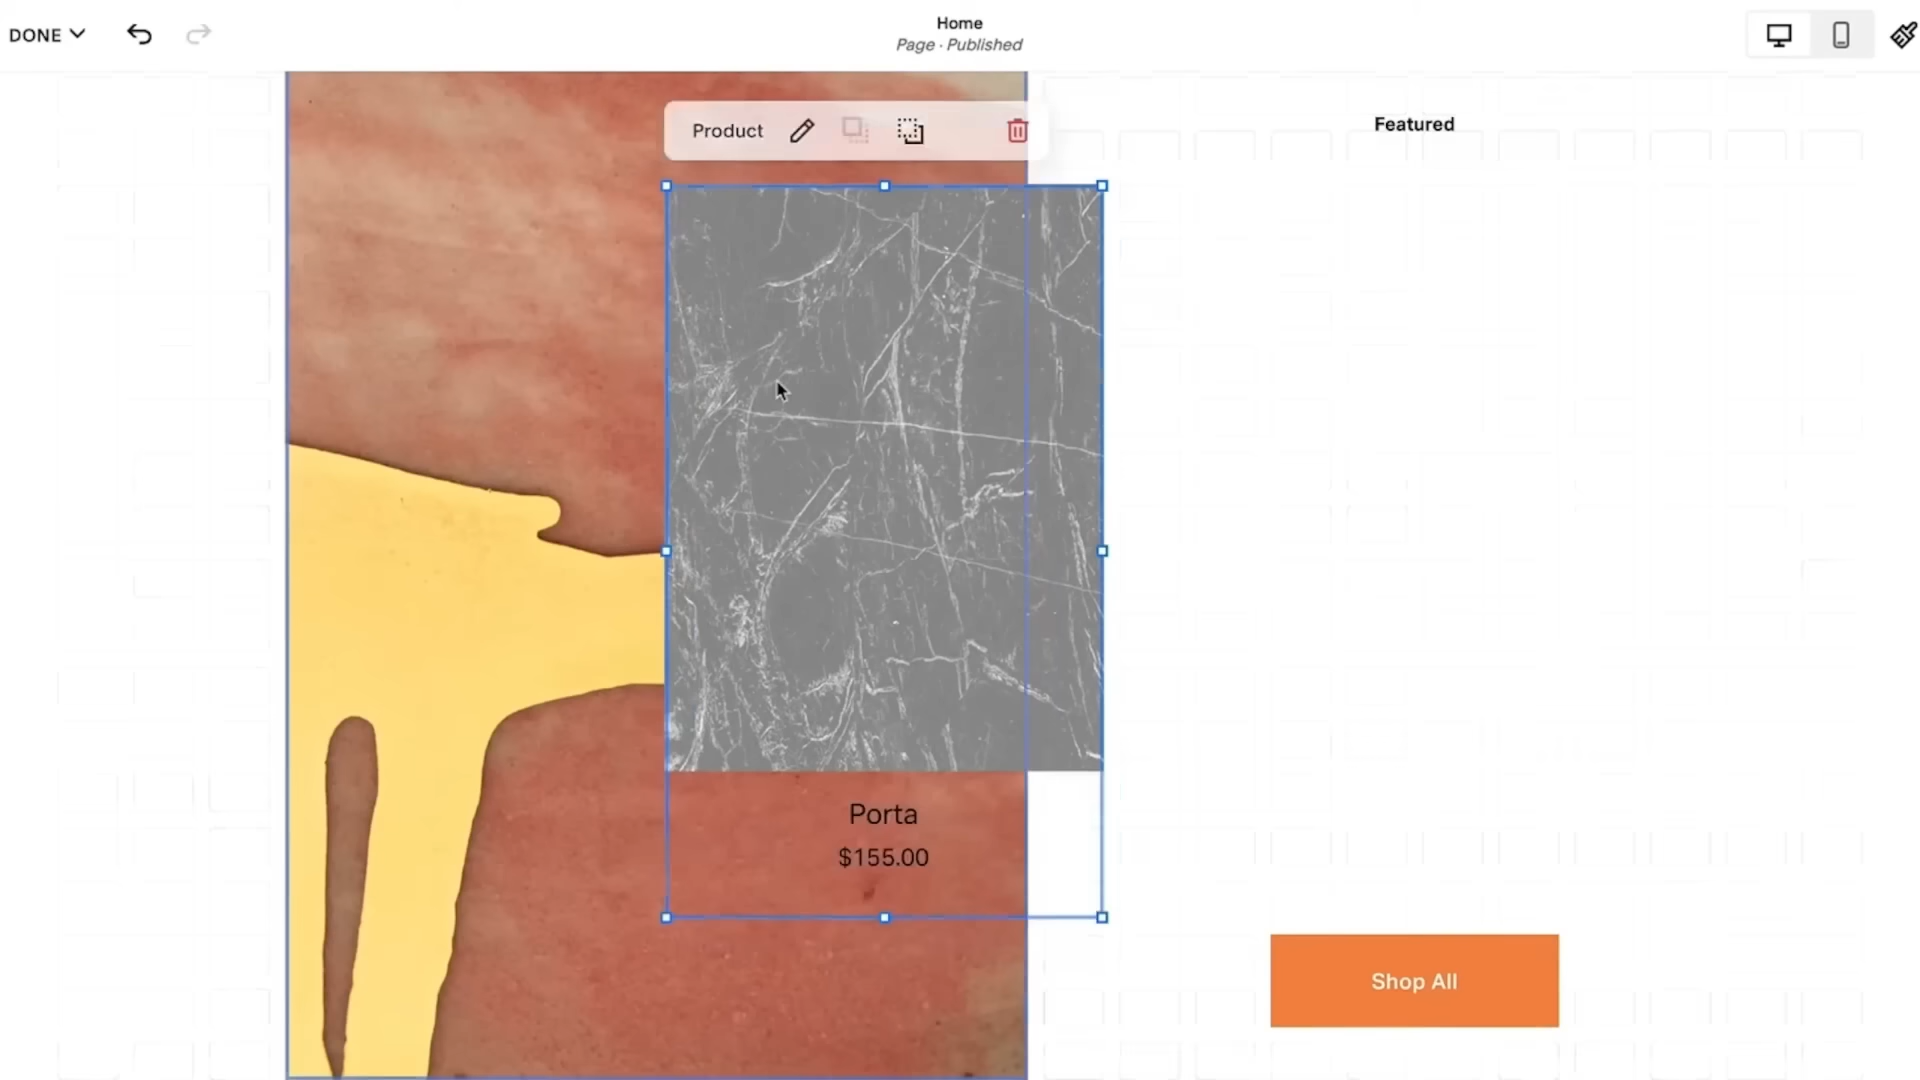 DONE
Home
Page · Published
Product
Featured
Porta
$155.00
Shop All